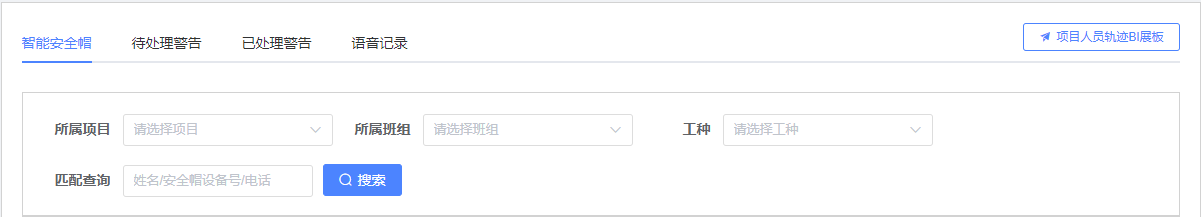 智能安全帽 待处理警告 已处理警告 语音记录 项目人员轨迹BI展板
所属项目 请选择项目 所属班组 请选择班组 工种 请选择工种
匹配查询 姓名/安全帽设备号/电话 搜索